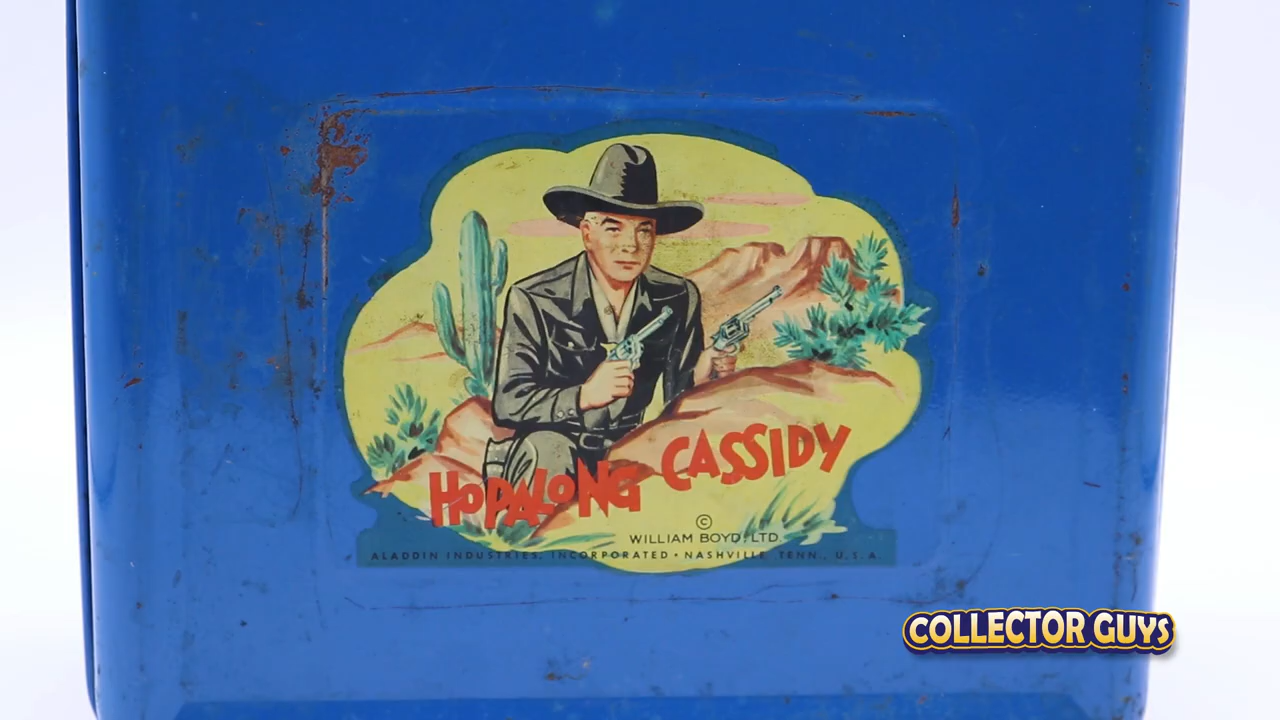 HOPALONG CASSIDY
©
WILLIAM BOYD, LTD.
ALADDIN INDUSTRIES, INCORPORATED • NASHVILLE, TENN., U.S.A.
COLLECTOR GUYS